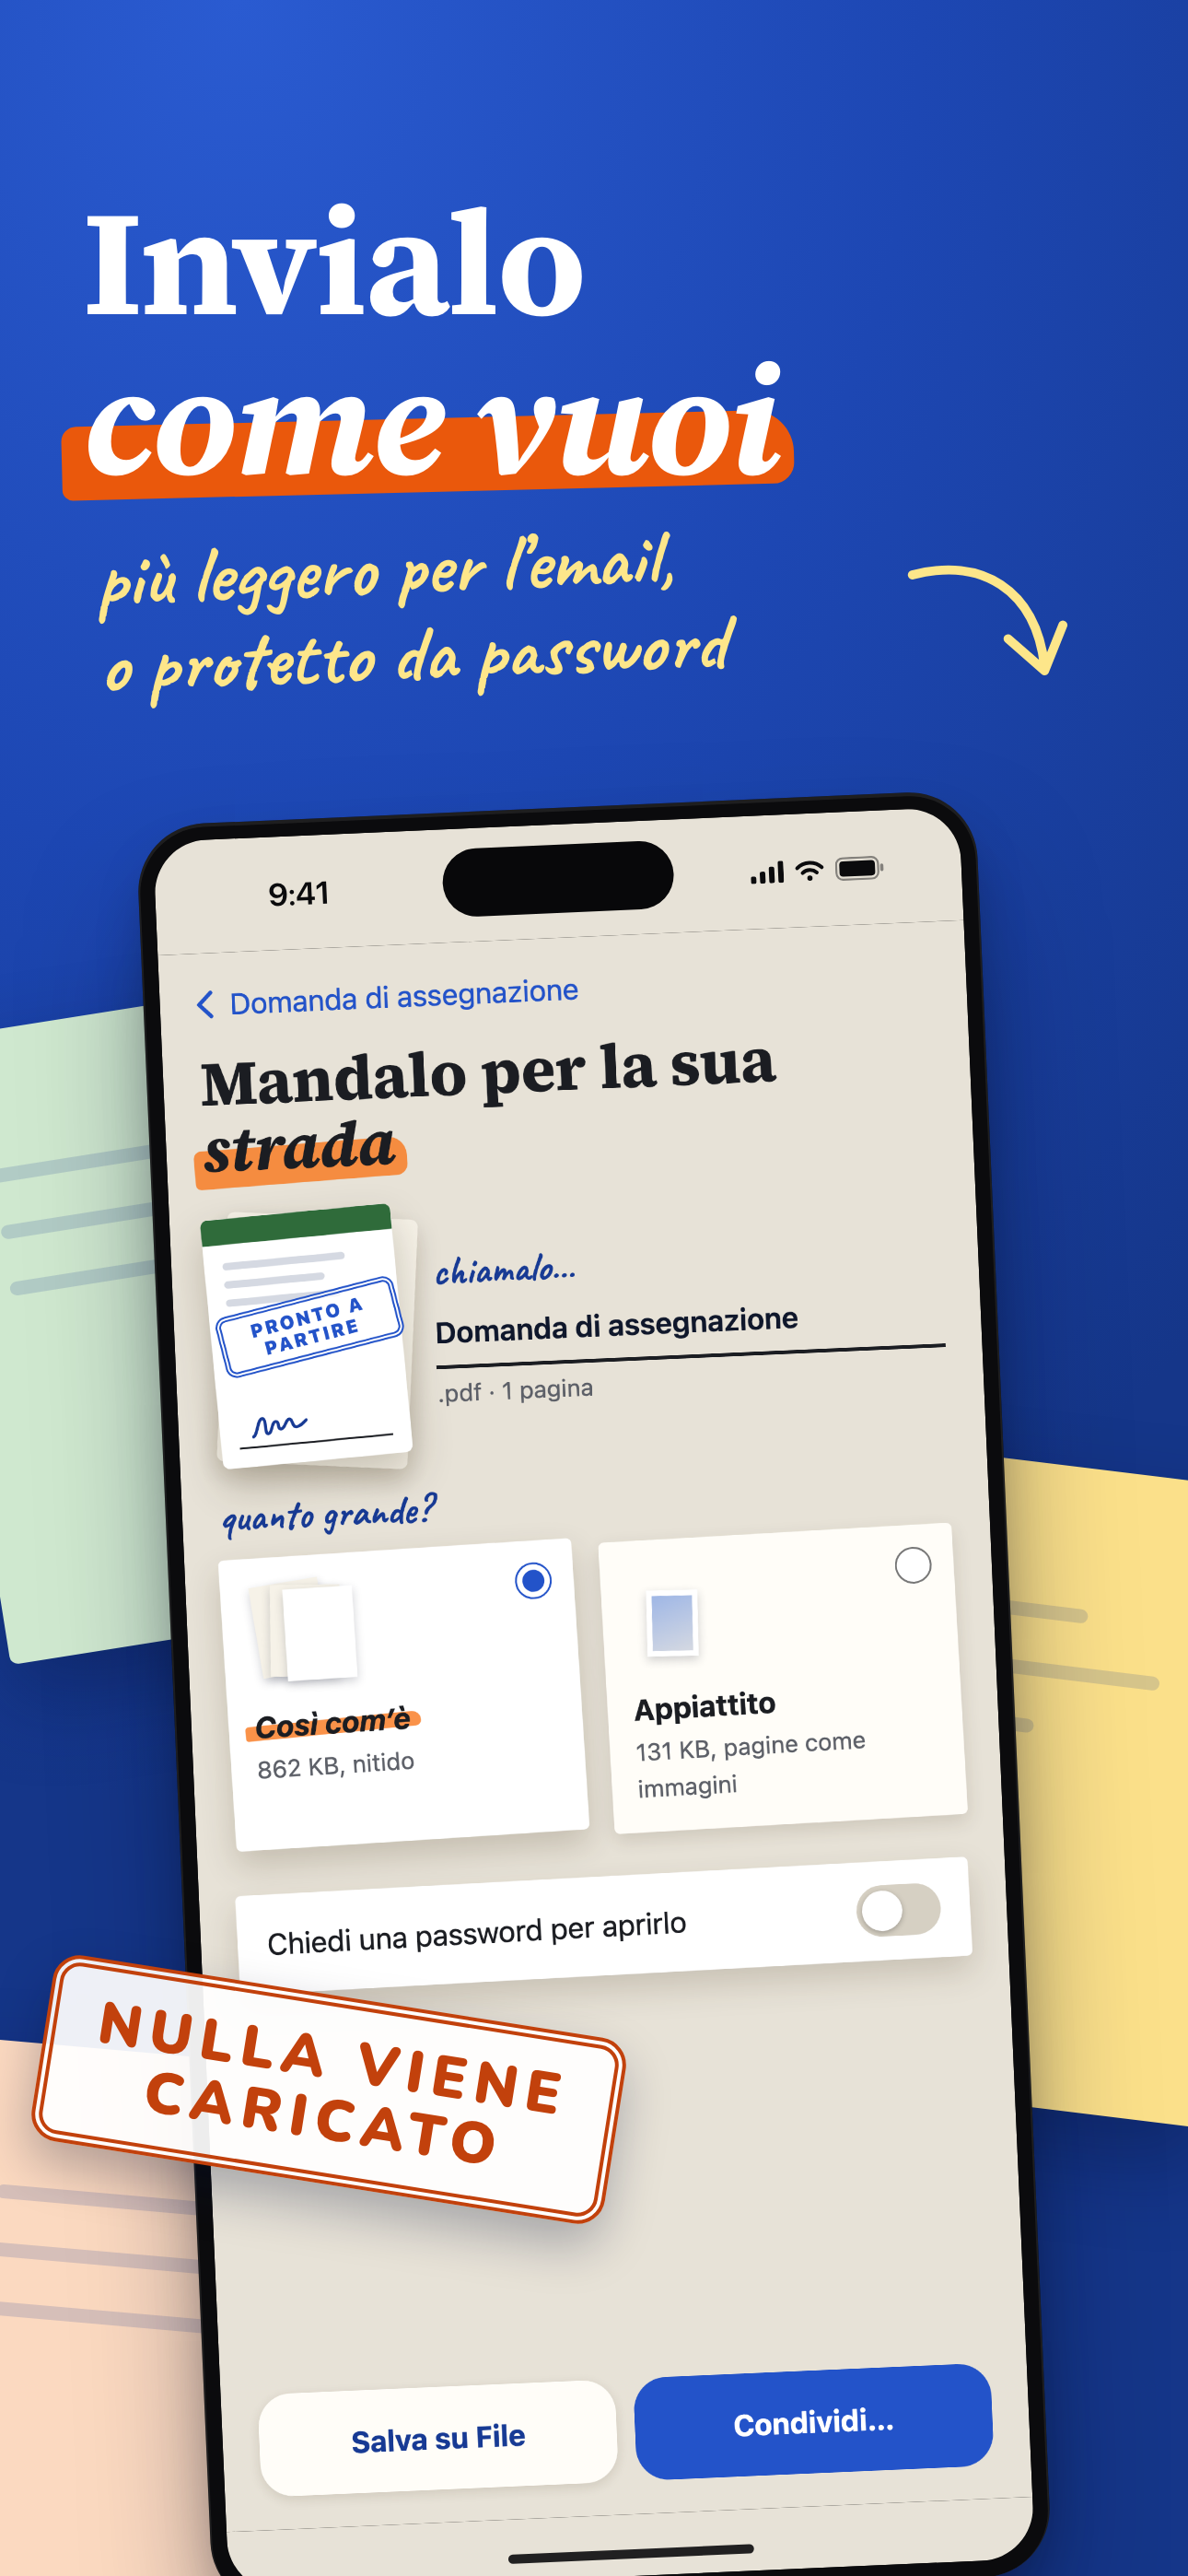 Invialo
come vuoi
più leggero per l'email,
o protetto da password
9:41
Domanda di assegnazione
Mandalo per la sua
strada
PRONTO A
PARTIRE
chiamalo...
Domanda di assegnazione
.pdf · 1 pagina
quanto grande?
Così com'è
862 KB, nitido
Appiattito
131 KB, pagine come
immagini
Chiedi una password per aprirlo
NULLA VIENE
CARICATO
Salva su File
Condividi...